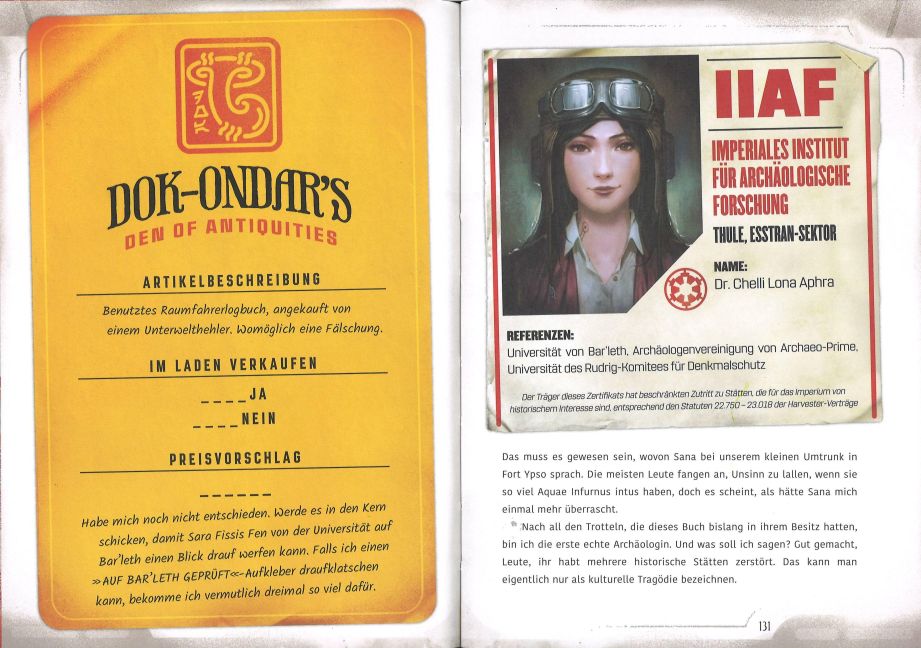 DOK-ONDAR'S
DEN OF ANTIQUITIES
ARTIKELBESCHREIBUNG
Benutztes Raumfahrerlogbuch, angekauft von
einem Unterwelthehler. Womöglich eine Fälschung.
IM LADEN VERKAUFEN
____JA
____NEIN
PREISVORSCHLAG
______
Habe mich noch nicht entschieden. Werde es in den Kern
schicken, damit Sara Fissis Fen von der Universität auf
Bar'leth einen Blick drauf werfen kann. Falls ich einen
»AUF BAR'LETH GEPRÜFT«-Aufkleber draufklatschen
kann, bekomme ich vermutlich dreimal so viel dafür.
IIAF
IMPERIALES INSTITUT
FÜR ARCHÄOLOGISCHE
FORSCHUNG
THULE, ESSTRAN-SEKTOR
NAME:
Dr. Chelli Lona Aphra
REFERENZEN:
Universität von Bar'leth, Archäologenvereinigung von Archaeo-Prime,
Universität des Rudrig-Komitees für Denkmalschutz
Der Träger dieses Zertifikats hat beschränkten Zutritt zu Stätten, die für das Imperium von
historischem Interesse sind, entsprechend den Statuten 22.750 – 23.018 der Harvester-Verträge
Das muss es gewesen sein, wovon Sana bei unserem kleinen Umtrunk in
Fort Ypso sprach. Die meisten Leute fangen an, Unsinn zu lallen, wenn sie
so viel Aquae Infurnus intus haben, doch es scheint, als hätte Sana mich
einmal mehr überrascht.
Nach all den Trotteln, die dieses Buch bislang in ihrem Besitz hatten,
bin ich die erste echte Archäologin. Und was soll ich sagen? Gut gemacht,
Leute, ihr habt mehrere historische Stätten zerstört. Das kann man
eigentlich nur als kulturelle Tragödie bezeichnen.
131